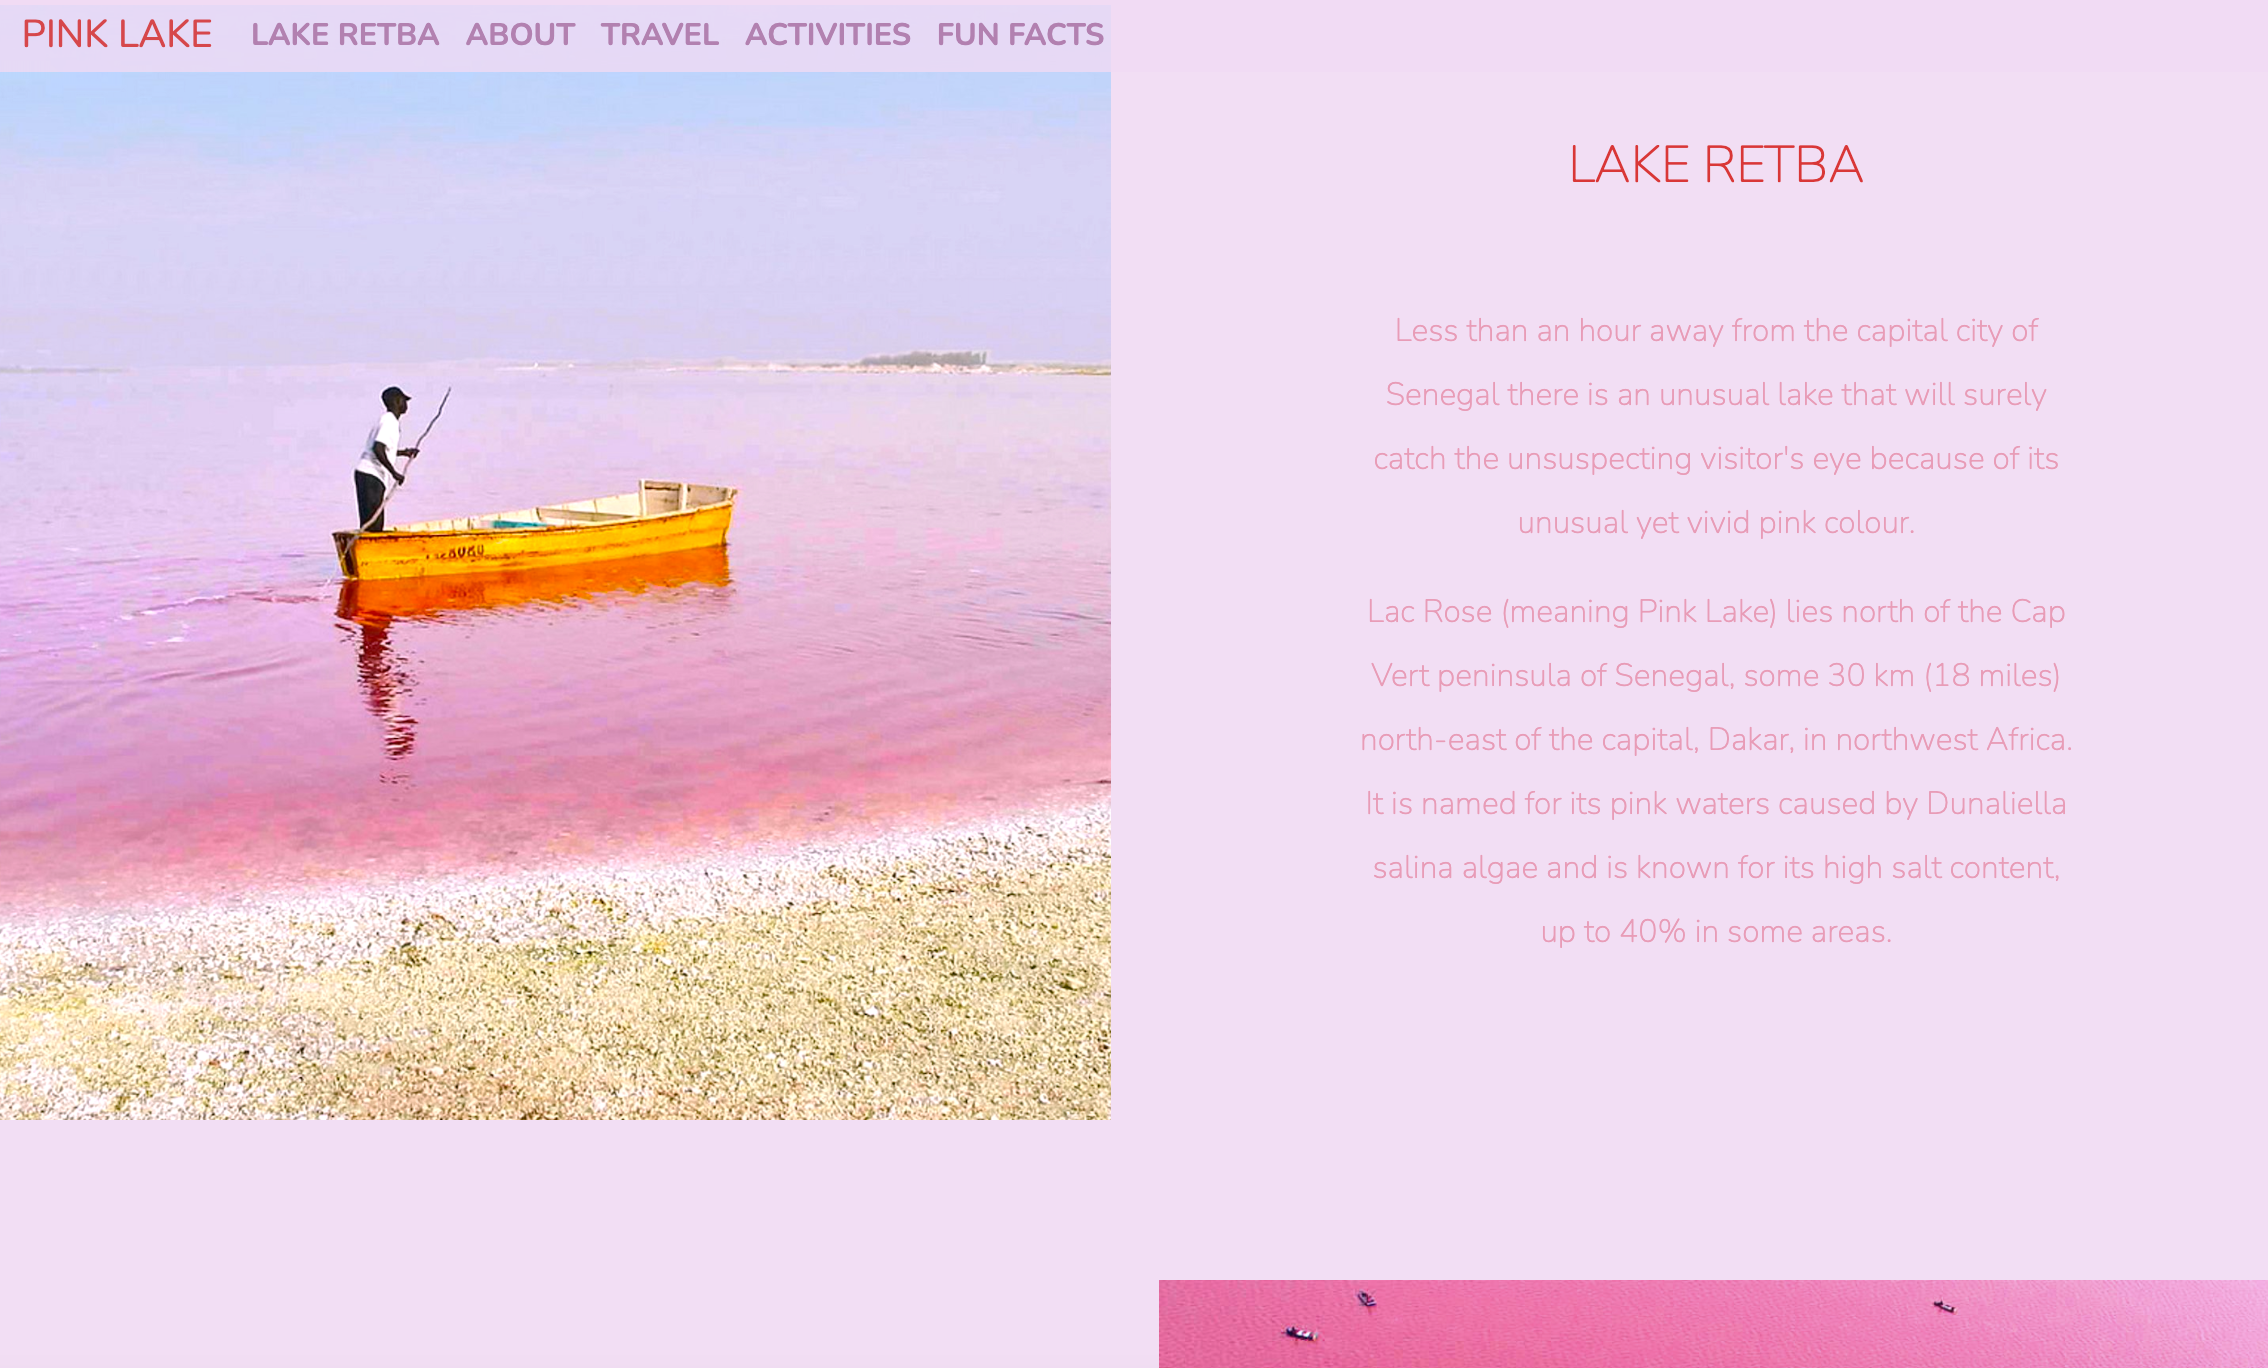 PINK LAKE LAKE RETBA ABOUT TRAVEL ACTIVITIES FUN FACTS
LAKE RETBA
Less than an hour away from the capital city of
Senegal there is an unusual lake that will surely
catch the unsuspecting visitor's eye because of its
unusual yet vivid pink colour.
Lac Rose (meaning Pink Lake) lies north of the Cap
Vert peninsula of Senegal, some 30 km (18 miles)
north-east of the capital, Dakar, in northwest Africa.
It is named for its pink waters caused by Dunaliella
salina algae and is known for its high salt content,
up to 40% in some areas.